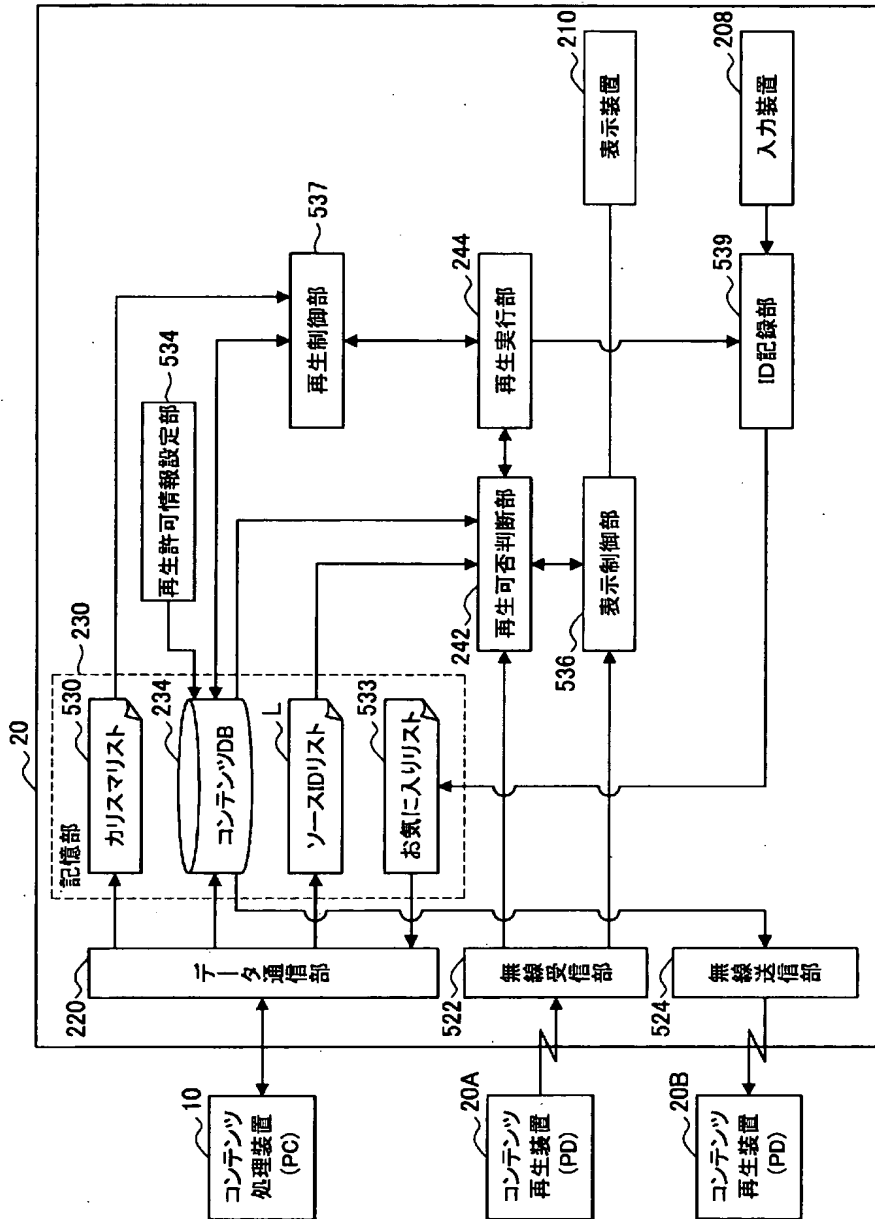 20
230
記憶部
530
カリスマリスト
234
コンテンツDB
L
ソースIDリスト
533
お気に入りリスト
534
再生許可情報設定部
537
再生制御部
244
再生実行部
242
再生可否判断部
536
表示制御部
210
表示装置
208
入力装置
539
ID記録部
220
データ通信部
522
無線受信部
524
無線送信部
10
コンテンツ
処理装置
(PC)
20A
コンテンツ
再生装置
(PD)
20B
コンテンツ
再生装置
(PD)